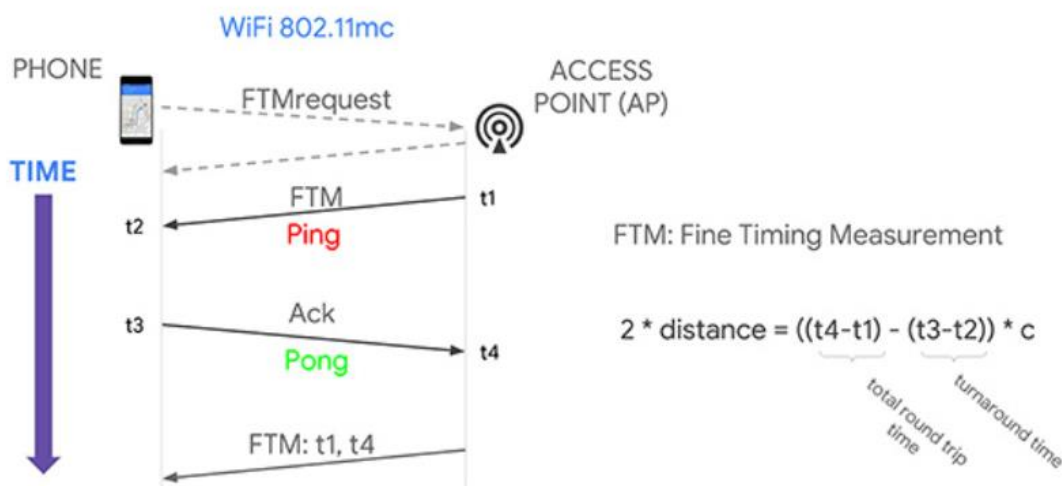 WiFi 802.11mc
PHONE
ACCESS
POINT (AP)
FTMrequest
TIME
FTM
t1
t2
Ping
FTM: Fine Timing Measurement
t3
Ack
t4
Pong
2 * distance = ((t4-t1) - (t3-t2)) * c
total round trip
time
turnaround time
FTM: t1, t4